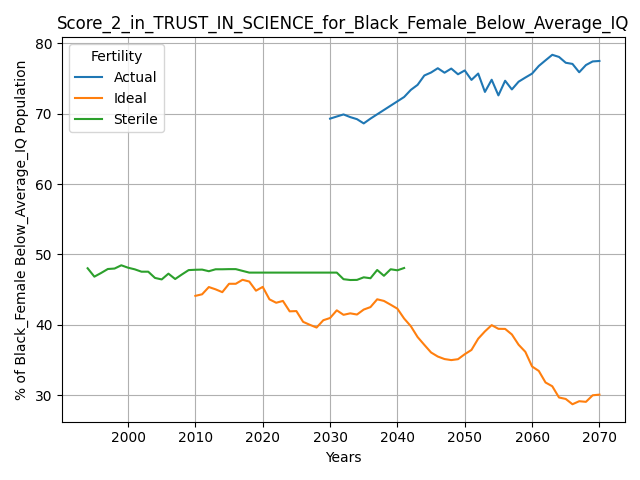 Score_2_in_TRUST_IN_SCIENCE_for_Black_Female_Below_Average_IQ
Fertility
Actual
Ideal
Sterile
% of Black_Female Below_Average_IQ Population
80
70
60
50
40
30
2000
2010
2020
2030
2040
2050
2060
2070
Years